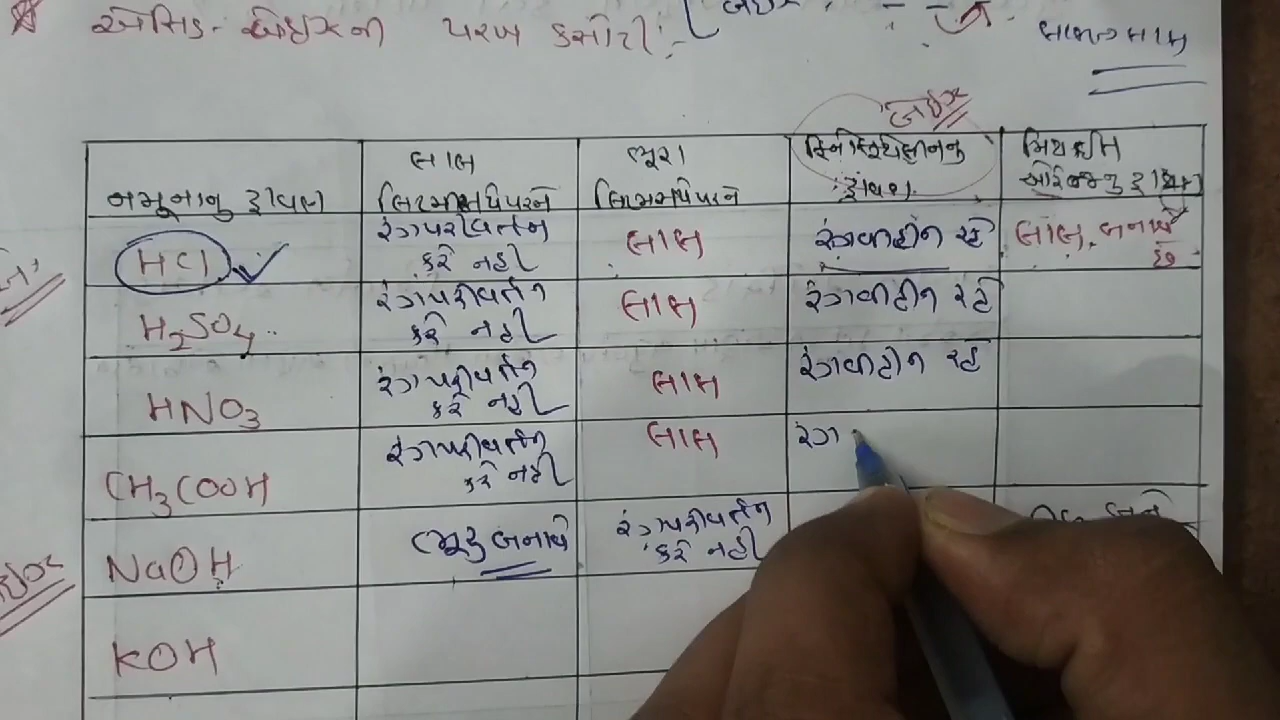 એસિડ-બેઇઝની પરખ કસોટી:-
લાલ → લાલ
બેઇઝ
નમૂનાનુ દ્રાવણ
લાલ
લિટમસપેપરને
ભૂરા
લિટમસપેપરને
ફિનોલ્ફથેલીનનુ
દ્રાવણ
મિથાઈલ
ઓરેન્જનુ દ્રાવણ
HCl
રંગપરીવર્તન
કરે નહી
લાલ
રંગવીહીન રહે
લાલ બનાવે
છે
H2SO4
રંગપરીવર્તન
કરે નહી
લાલ
રંગવીહીન રહે
HNO3
રંગપરીવર્તન
કરે નહી
લાલ
રંગવીહીન રહે
CH3COOH
રંગપરીવર્તન
કરે નહી
લાલ
રંગ
NaOH
ભૂરુ બનાવે
રંગપરીવર્તન
કરે નહી
KOH